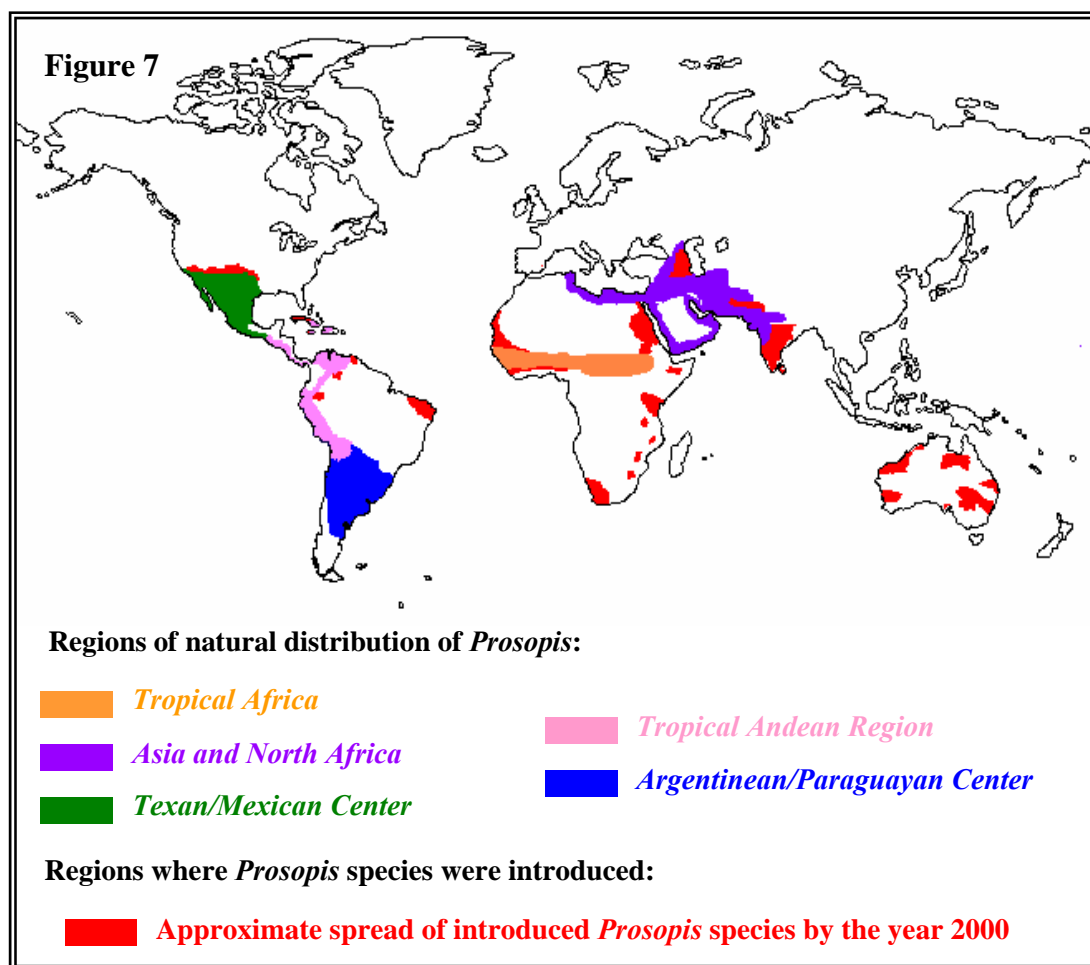 Figure 7
Regions of natural distribution of Prosopis:
Tropical Africa
Asia and North Africa
Texan/Mexican Center
Tropical Andean Region
Argentinean/Paraguayan Center
Regions where Prosopis species were introduced:
Approximate spread of introduced Prosopis species by the year 2000